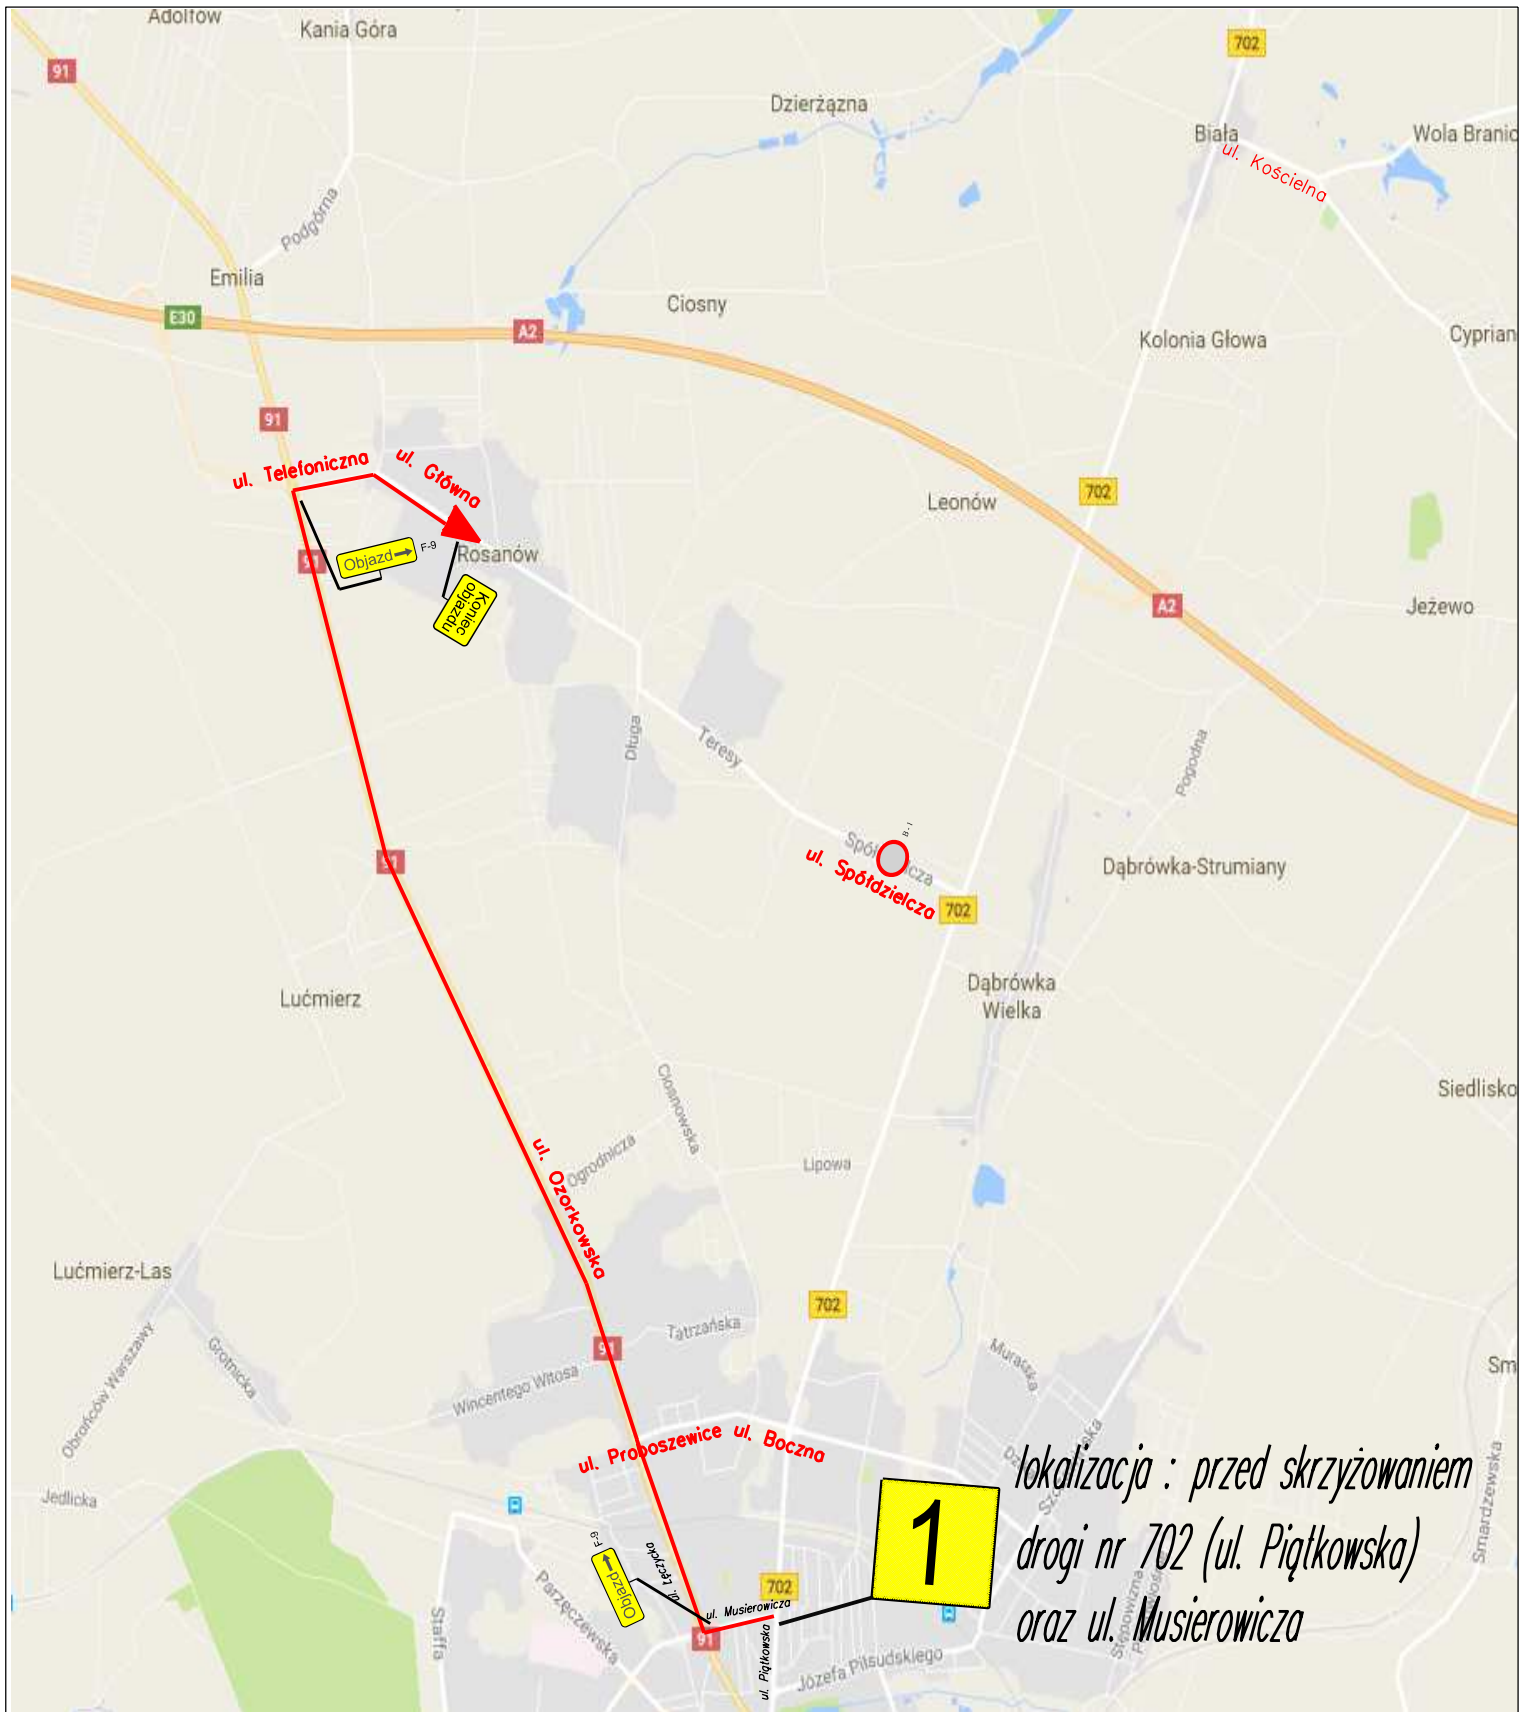 Adolfów
Kania Góra
702
91
Dzierżązna
Biała
Wola Branic
ul. Kościelna
Podgórna
Emilia
E30
A2
Ciosny
Kolonia Głowa
Cyprian
91
ul. Telefoniczna
ul. Główna
702
Leonów
Objazd
F-9
91
Rosanów
Koniec
objazdu
A2
Jeżewo
Długa
Teresy
Pogodna
B-1
ul. Spółdzielcza
91
702
Dąbrówka-Strumiany
Dąbrówka
Wielka
Lućmierz
Ciosnowska
Siedlisko
Ogrodnicza
Lipowa
ul. Ozorkowska
Lućmierz-Las
702
Tatrzańska
91
Muraszka
Sm
Obrońców Warszawy
Grotnicka
Wincentego Witosa
ul. Proboszewice
ul. Boczna
Jedlicka
1
lokalizacja : przed skrzyżowaniem
drogi nr 702 (ul. Piątkowska)
oraz ul. Musierowicza
Smardzewska
F-9
Objazd
ul. Łęczycka
Parzęczewska
Staffa
702
ul. Musierowicza
91
ul. Piątkowska
Józefa Piłsudskiego